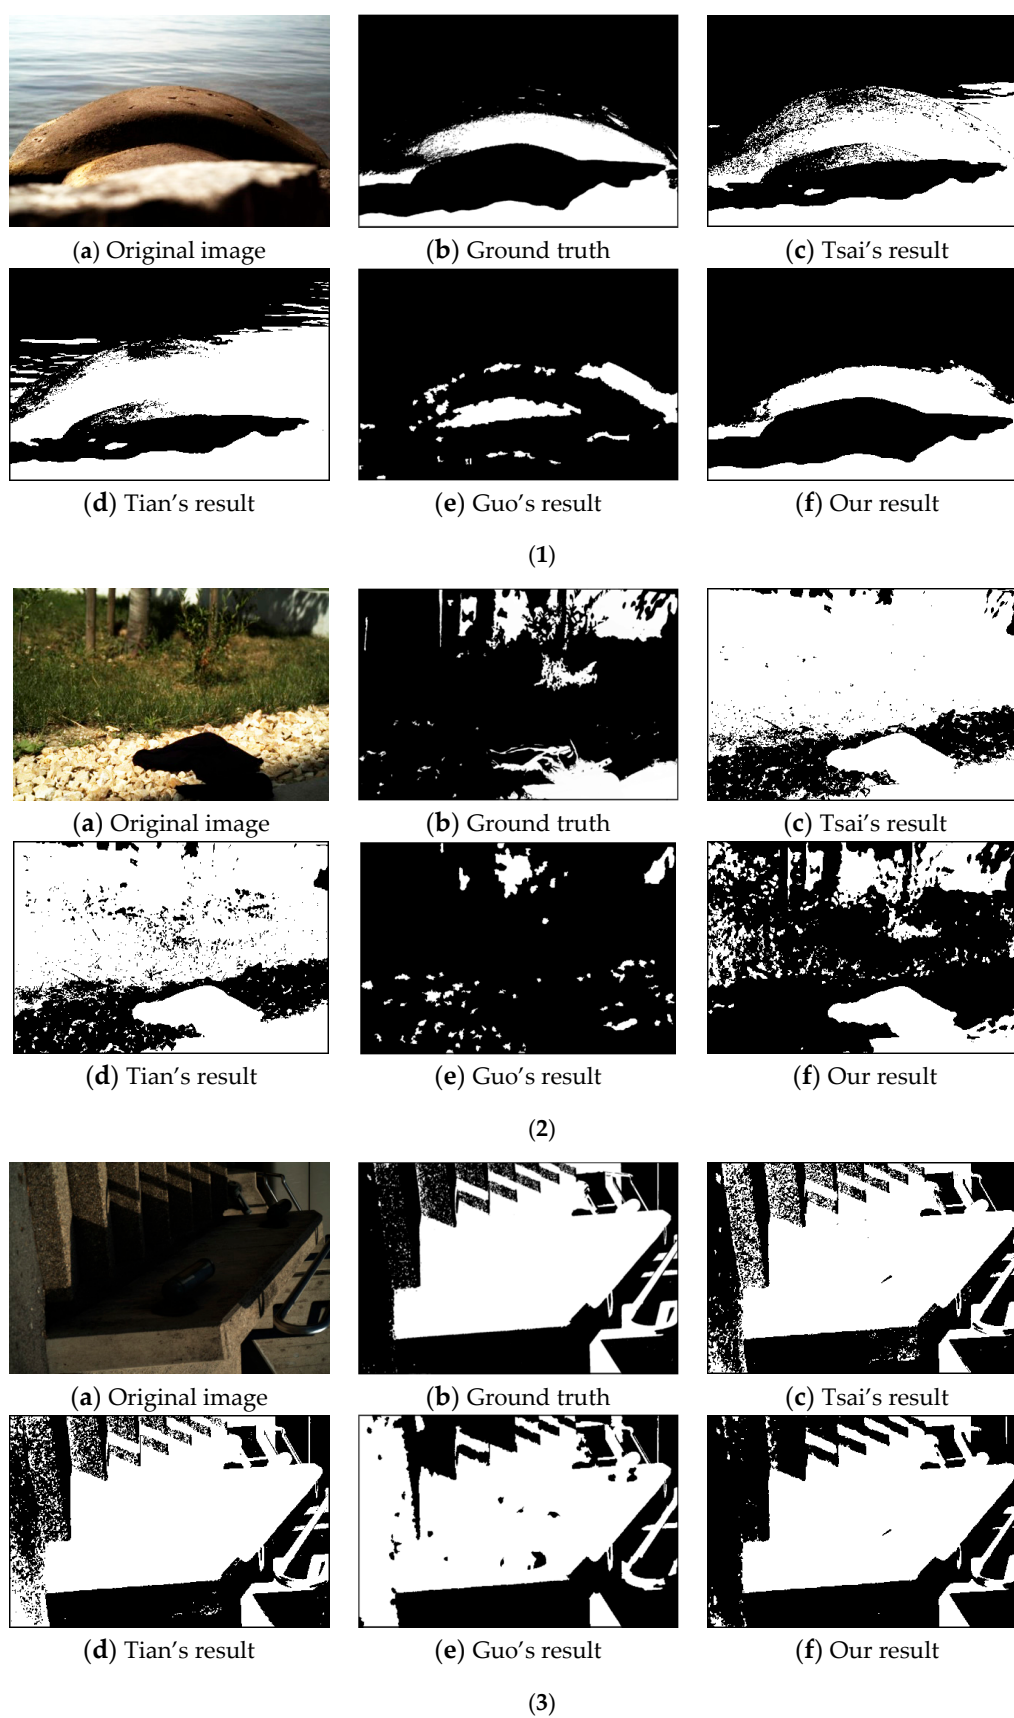 (a) Original image
(b) Ground truth
(c) Tsai’s result
(d) Tian’s result
(e) Guo’s result
(f) Our result
(1)
(a) Original image
(b) Ground truth
(c) Tsai’s result
(d) Tian’s result
(e) Guo’s result
(f) Our result
(2)
(a) Original image
(b) Ground truth
(c) Tsai’s result
(d) Tian’s result
(e) Guo’s result
(f) Our result
(3)